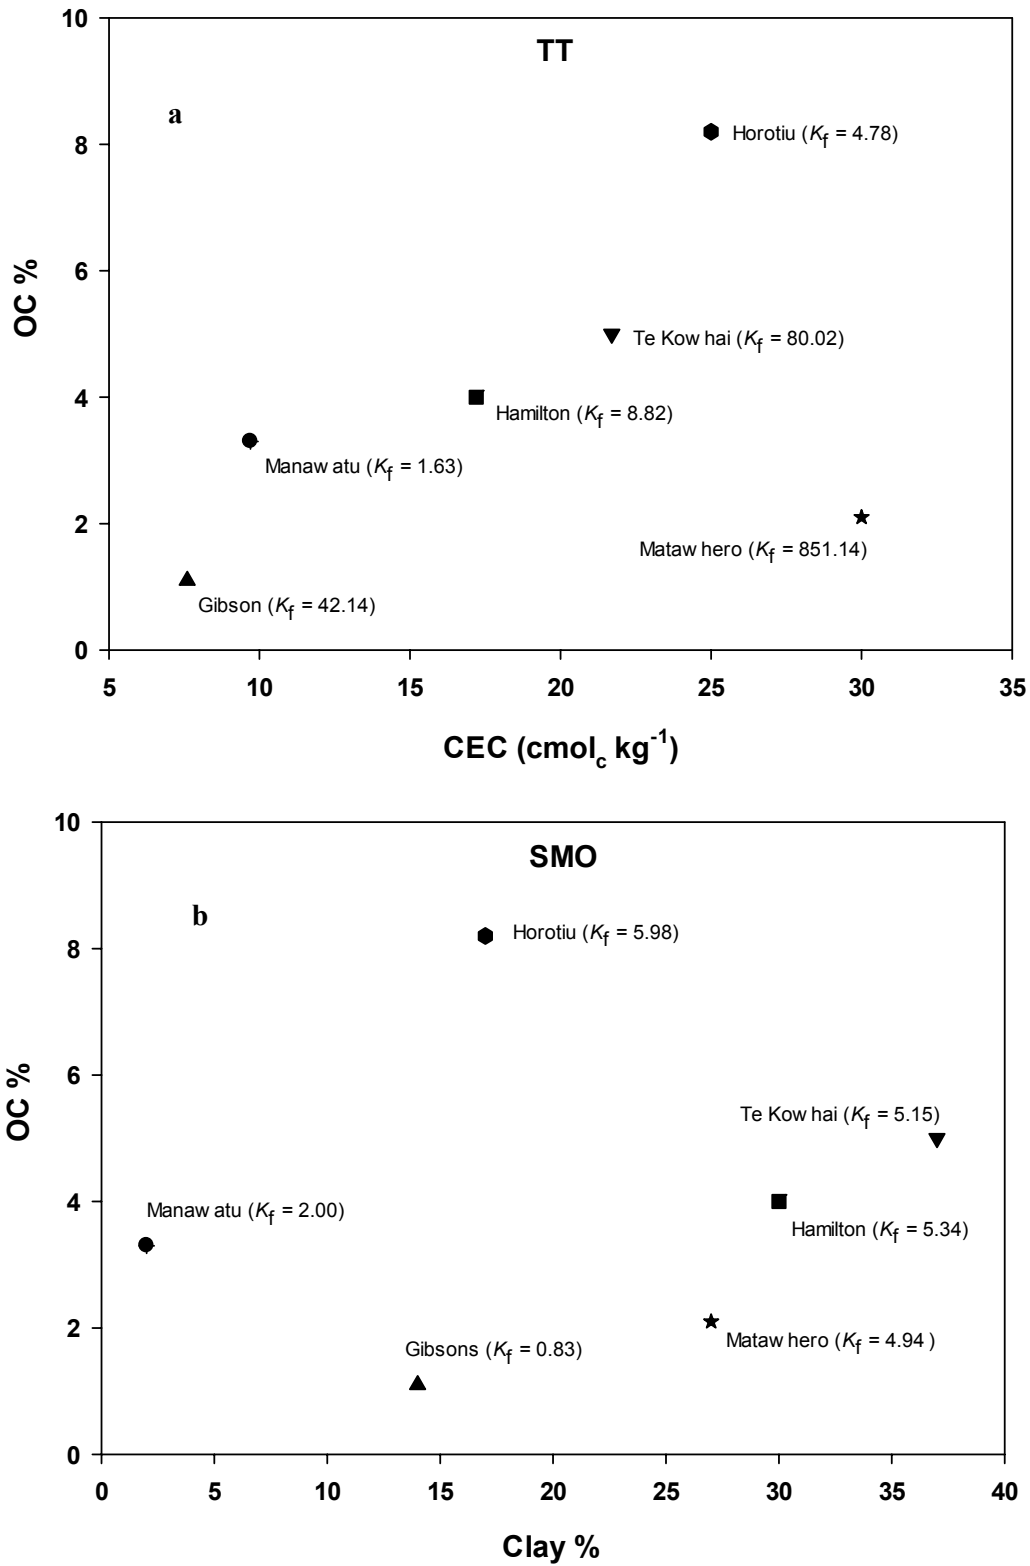 10
TT
a
Horotiu (Kf = 4.78)
8
6
OC %
Te Kow hai (Kf = 80.02)
4
Hamilton (Kf = 8.82)
Manaw atu (Kf = 1.63)
2
Mataw hero (Kf = 851.14)
Gibson (Kf = 42.14)
0
5 10 15 20 25 30 35
CEC (cmolc kg-1)
10
SMO
b
Horotiu (Kf = 5.98)
8
6
OC %
Te Kow hai (Kf = 5.15)
4
Manaw atu (Kf = 2.00)
Hamilton (Kf = 5.34)
2
Mataw hero (Kf = 4.94 )
Gibsons (Kf = 0.83)
0
0 5 10 15 20 25 30 35 40
Clay %